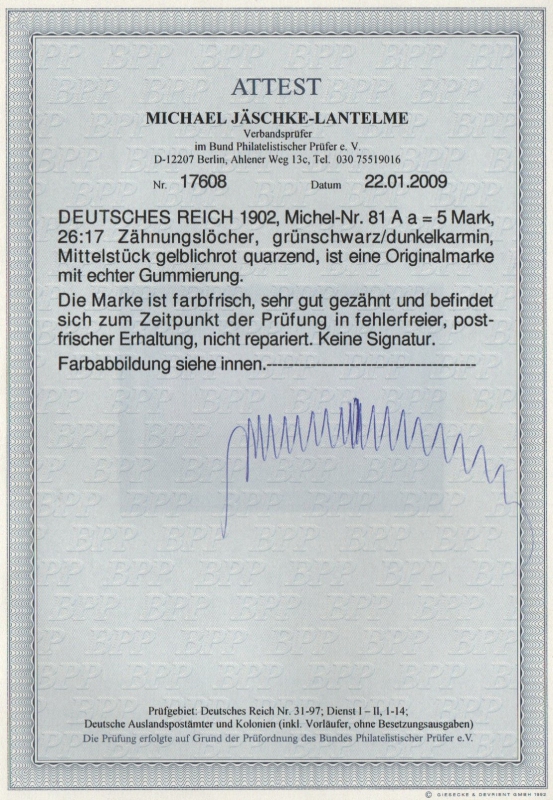 ATTEST
MICHAEL JÄSCHKE-LANTELME
Verbandsprüfer
im Bund Philatelistischer Prüfer e. V.
D-12207 Berlin, Ahlener Weg 13c, Tel. 030 75519016
Nr. 17608 Datum 22.01.2009
DEUTSCHES REICH 1902, Michel-Nr. 81 A a = 5 Mark,
26:17 Zähnungslöcher, grünschwarz/dunkelkarmin,
Mittelstück gelblichrot quarzend, ist eine Originalmarke
mit echter Gummierung.
Die Marke ist farbfrisch, sehr gut gezähnt und befindet
sich zum Zeitpunkt der Prüfung in fehlerfreier, post-
frischer Erhaltung, nicht repariert. Keine Signatur.
Farbabbildung siehe innen.---------------------------------------
Prüfgebiet: Deutsches Reich Nr. 31-97; Dienst I – II, 1-14;
Deutsche Auslandspostämter und Kolonien (inkl. Vorläufer, ohne Besetzungsausgaben)
Die Prüfung erfolgte auf Grund der Prüfordnung des Bundes Philatelistischer Prüfer e.V.
© GIESECKE & DEVRIENT GMBH 1992